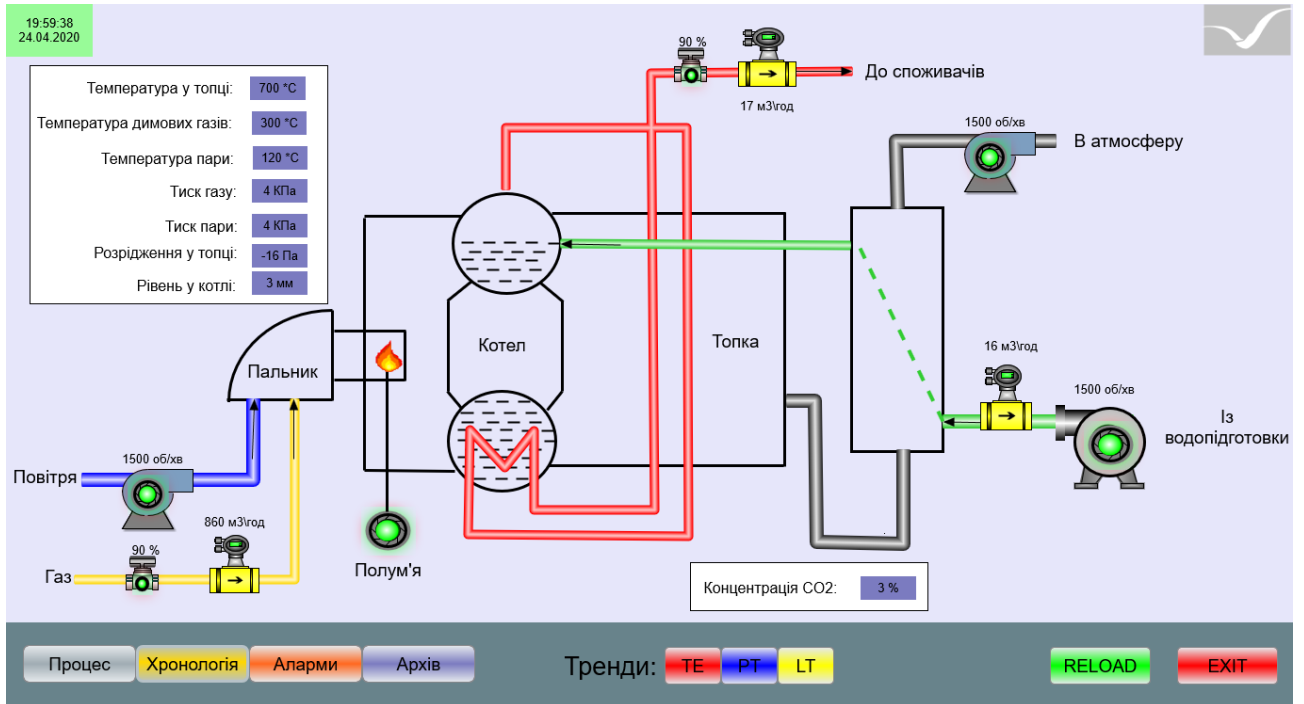 19:59:38
24.04.2020
Температура у топці: 700 *C
Температура димових газів: 300 *C
Температура пари: 120 *C
Тиск газу: 4 КПа
Тиск пари: 4 КПа
Розрідження у топці: -16 Па
Рівень у котлі: 3 мм
90 %
До споживачів
17 м3\год
1500 об/хв
В атмосферу
Котел
Топка
Пальник
16 м3\год
1500 об/хв
Із
водопідготовки
Повітря
1500 об/хв
860 м3\год
90 %
Газ
Полум'я
Концентрація CO2: 3 %
Процес
Хронологія
Аларми
Архів
Тренди: TE PT LT
RELOAD
EXIT